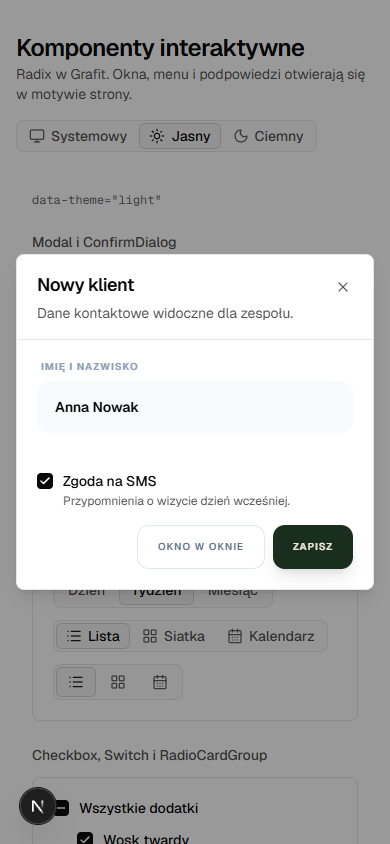 Komponenty interaktywne
Radix w Grafit. Okna, menu i podpowiedzi otwierają się
w motywie strony.
Systemowy Jasny Ciemny
data-theme="light"
Modal i ConfirmDialog
Nowy klient
Dane kontaktowe widoczne dla zespołu.
IMIĘ I NAZWISKO
Anna Nowak
Zgoda na SMS
Przypomnienia o wizycie dzień wcześniej.
OKNO W OKNIE ZAPISZ
Dzień Tydzień Miesiąc
Lista Siatka Kalendarz
Checkbox, Switch i RadioCardGroup
N Wszystkie dodatki
Wosk twardy